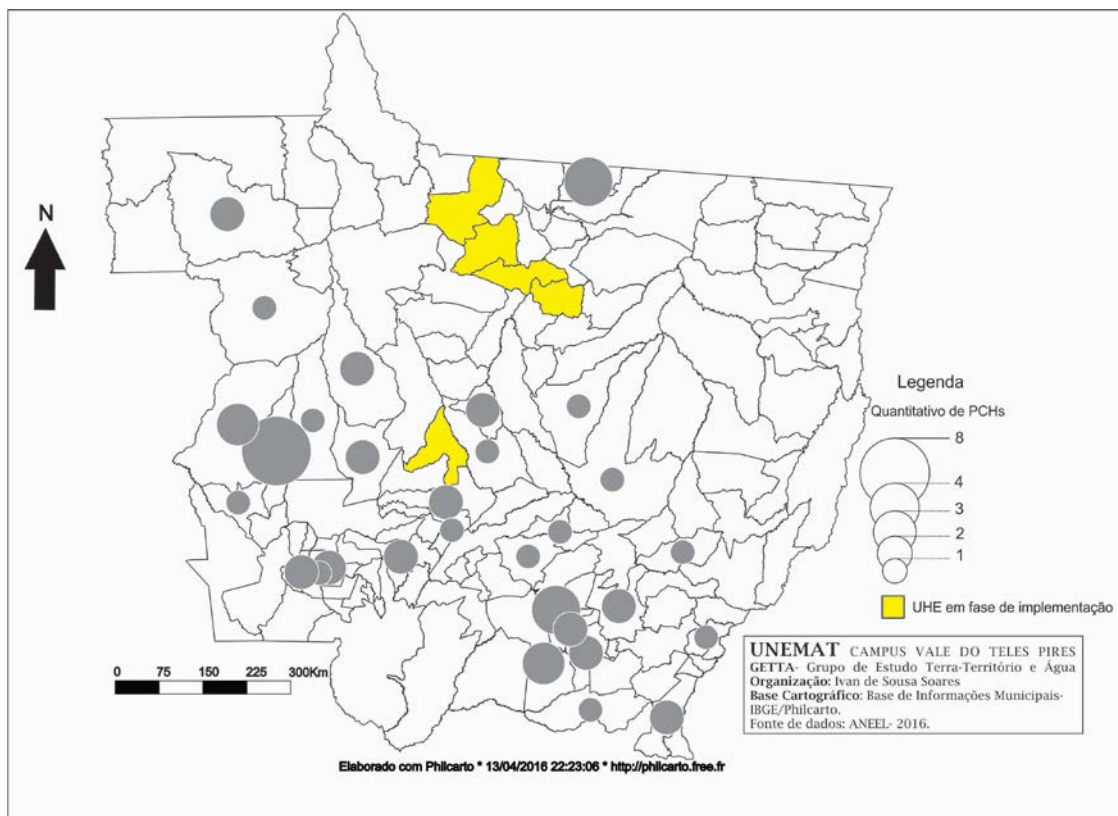 N
Legenda
Quantitativo de PCHs
8
4
3
2
1
UHE em fase de implementação
0 75 150 225 300Km
UNEMAT CAMPUS VALE DO TELES PIRES
GETTA- Grupo de Estudo Terra-Território e Água
Organização: Ivan de Sousa Soares
Base Cartográfico: Base de Informações Municipais-
IBGE/Philcarto.
Fonte de dados: ANEEL- 2016.
Elaborado com Philcarto * 13/04/2016 22:23:06 * http://philcarto.free.fr